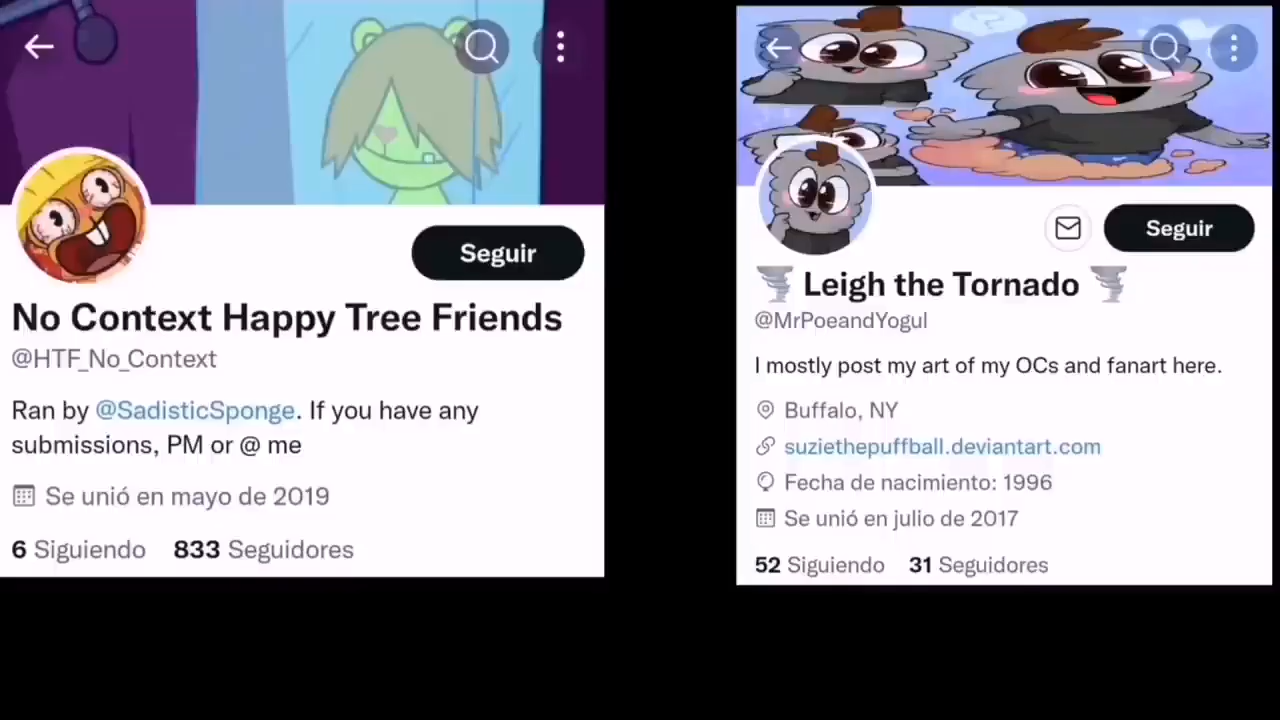 Seguir
No Context Happy Tree Friends
@HTF_No_Context
Ran by @SadisticSponge. If you have any
submissions, PM or @ me
Se unió en mayo de 2019
6 Siguiendo 833 Seguidores
Seguir
Leigh the Tornado
@MrPoeandYogul
I mostly post my art of my OCs and fanart here.
Buffalo, NY
suziethepuffball.deviantart.com
Fecha de nacimiento: 1996
Se unió en julio de 2017
52 Siguiendo 31 Seguidores